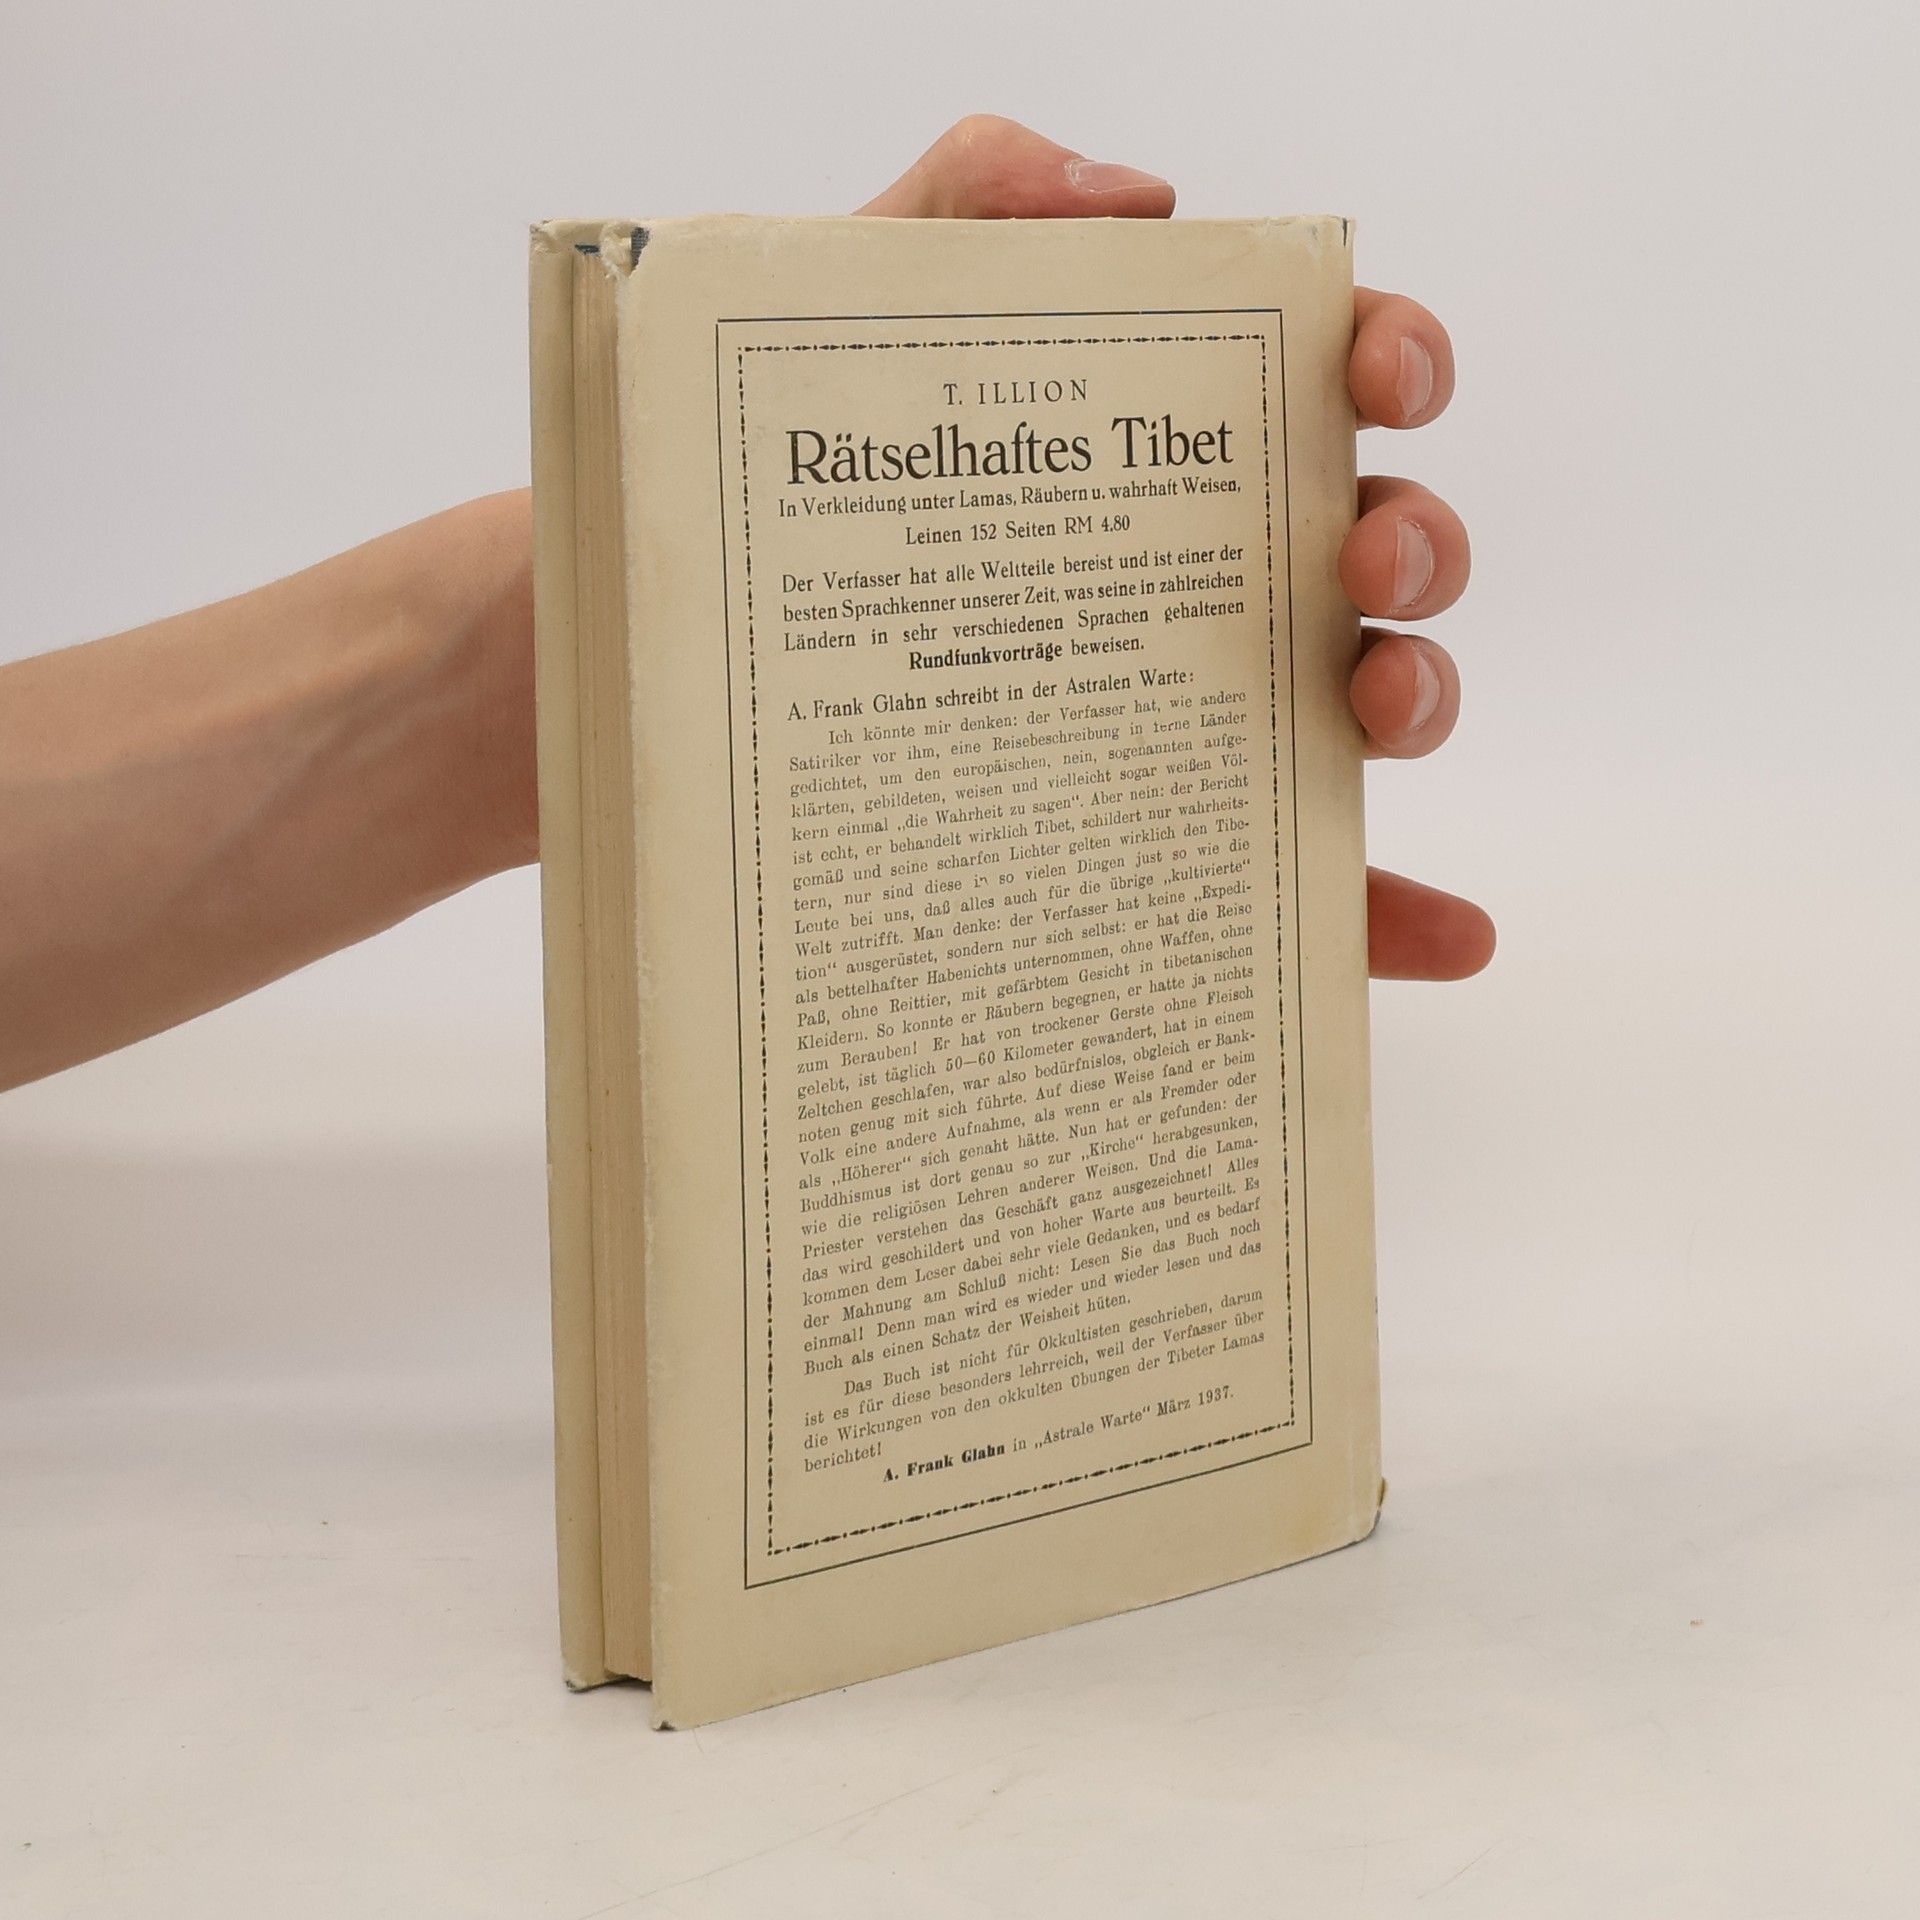 T. ILLION
Rätselhaftes Tibet
In Verkleidung unter Lamas, Räubern u. wahrhaft Weisen,
Leinen 152 Seiten RM 4.80
Der Verfasser hat alle Weltteile bereist und ist einer der
besten Sprachkenner unserer Zeit, was seine in zahlreichen
Ländern in sehr verschiedenen Sprachen gehaltenen
Rundfunkvorträge beweisen.
A. Frank Glahn schreibt in der Astralen Warte:
Ich könnte mir denken: der Verfasser hat, wie andere
Satiriker vor ihm, eine Reisebeschreibung in ferne Länder
gedichtet, um den europäischen, nein, sogenannten aufge-
klärten, gebildeten, weisen und vielleicht sogar weißen Völ-
kern einmal „die Wahrheit zu sagen“. Aber nein: der Bericht
ist echt, er behandelt wirklich Tibet, schildert nur wahrheits-
gemäß und seine scharfen Lichter gelten wirklich den Tibe-
tern, nur sind diese in so vielen Dingen just so wie die
Leute bei uns, daß alles auch für die übrige „kultivierte“
Welt zutrifft. Man denke: der Verfasser hat keine „Expedi-
tion“ ausgerüstet, sondern nur sich selbst: er hat die Reise
als bettelhafter Habenichts unternommen, ohne Waffen, ohne
Paß, ohne Reittier, mit gefärbtem Gesicht in tibetanischen
Kleidern. So konnte er Räubern begegnen, er hatte ja nichts
zum Berauben! Er hat von trockener Gerste ohne Fleisch
gelebt, ist täglich 50—60 Kilometer gewandert, hat in einem
Zeltchen geschlafen, war also bedürfnislos, obgleich er Bank-
noten genug mit sich führte. Auf diese Weise fand er beim
Volk eine andere Aufnahme, als wenn er als Fremder oder
als „Höherer“ sich genaht hätte. Nun hat er gefunden: der
Buddhismus ist dort genau so zur „Kirche“ herabgesunken,
wie die religiösen Lehren anderer Weisen. Und die Lama-
Priester verstehen das Geschäft ganz ausgezeichnet! Alles
das wird geschildert und von hoher Warte aus beurteilt. Es
kommen dem Leser dabei sehr viele Gedanken, und es bedarf
der Mahnung am Schluß nicht: Lesen Sie das Buch noch
einmal! Denn man wird es wieder und wieder lesen und das
Buch als einen Schatz der Weisheit hüten.
Das Buch ist nicht für Okkultisten geschrieben, darum
ist es für diese besonders lehrreich, weil der Verfasser über
die Wirkungen von den okkulten Übungen der Tibeter Lamas
berichtet!
A. Frank Glahn in „Astrale Warte“ März 1937.